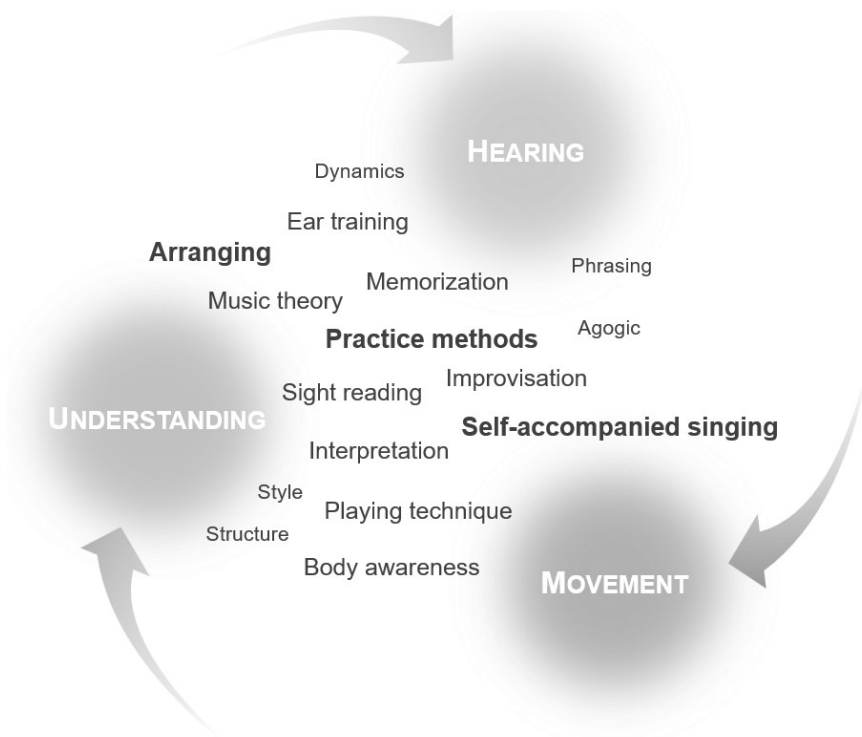 HEARING
Dynamics
Ear training
Arranging
Phrasing
Memorization
Music theory
Agogic
Practice methods
Improvisation
Sight reading
UNDERSTANDING
Self-accompanied singing
Interpretation
Style
Playing technique
Structure
Body awareness
MOVEMENT